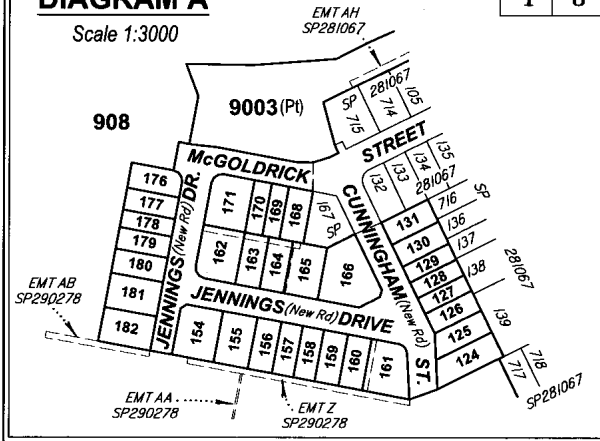 DIAGRAM A
Scale 1:3000
1
EMT AH
SP281067
908
9003 (Pt)
SP
715
281067
714
105
STREET
McGOLDRICK
132
133
134
135
281067
716
SP
136
137
138
281067
139
176
177
178
179
180
181
182
JENNINGS (New Rd) DR.
171
170
169
168
167
SP
162
163
164
165
166
CUNNINGHAM (New Rd) ST.
131
130
129
128
127
126
125
124
JENNINGS (New Rd) DRIVE
154
155
156
157
158
159
160
161
717
718
SP281067
EMT AB
SP290278
EMT AA
SP290278
EMT Z
SP290278